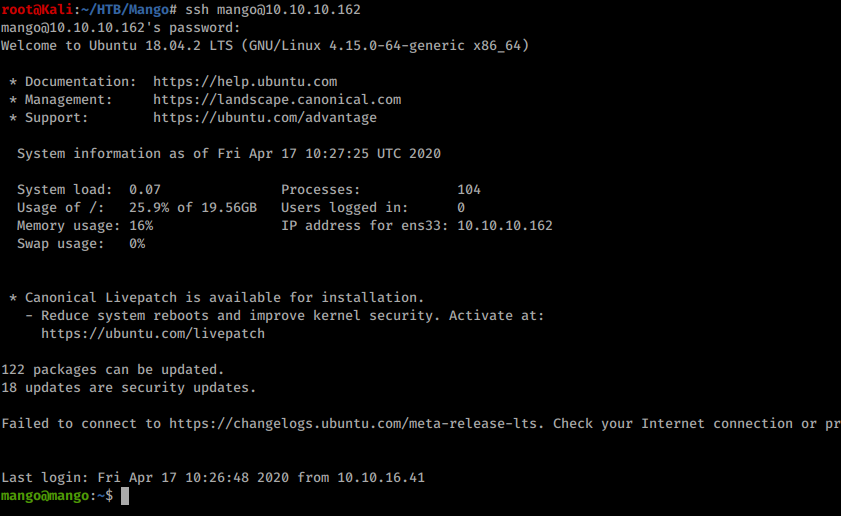 root@Kali:~/HTB/Mango# ssh mango@10.10.10.162
mango@10.10.10.162's password:
Welcome to Ubuntu 18.04.2 LTS (GNU/Linux 4.15.0-64-generic x86_64)
* Documentation:  https://help.ubuntu.com
* Management:     https://landscape.canonical.com
* Support:        https://ubuntu.com/advantage
System information as of Fri Apr 17 10:27:25 UTC 2020
System load:  0.07               Processes:            104
Usage of /:   25.9% of 19.56GB   Users logged in:      0
Memory usage: 16%                IP address for ens33: 10.10.10.162
Swap usage:   0%
* Canonical Livepatch is available for installation.
- Reduce system reboots and improve kernel security. Activate at:
https://ubuntu.com/livepatch
122 packages can be updated.
18 updates are security updates.
Failed to connect to https://changelogs.ubuntu.com/meta-release-lts. Check your Internet connection or pr
Last login: Fri Apr 17 10:26:48 2020 from 10.10.16.41
mango@mango:~$